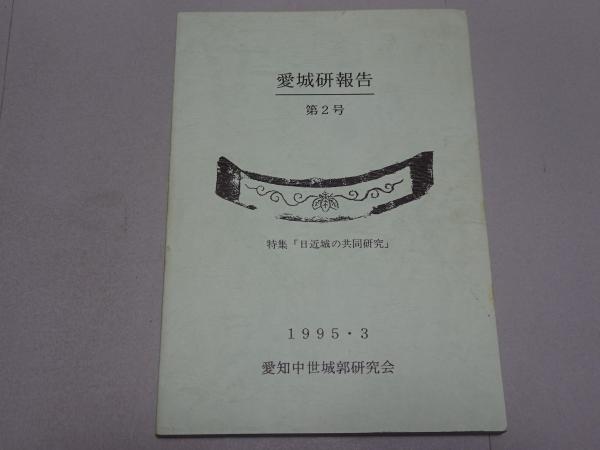 愛城研報告
第2号
特集「日近城の共同研究」
1995・3
愛知中世城郭研究会